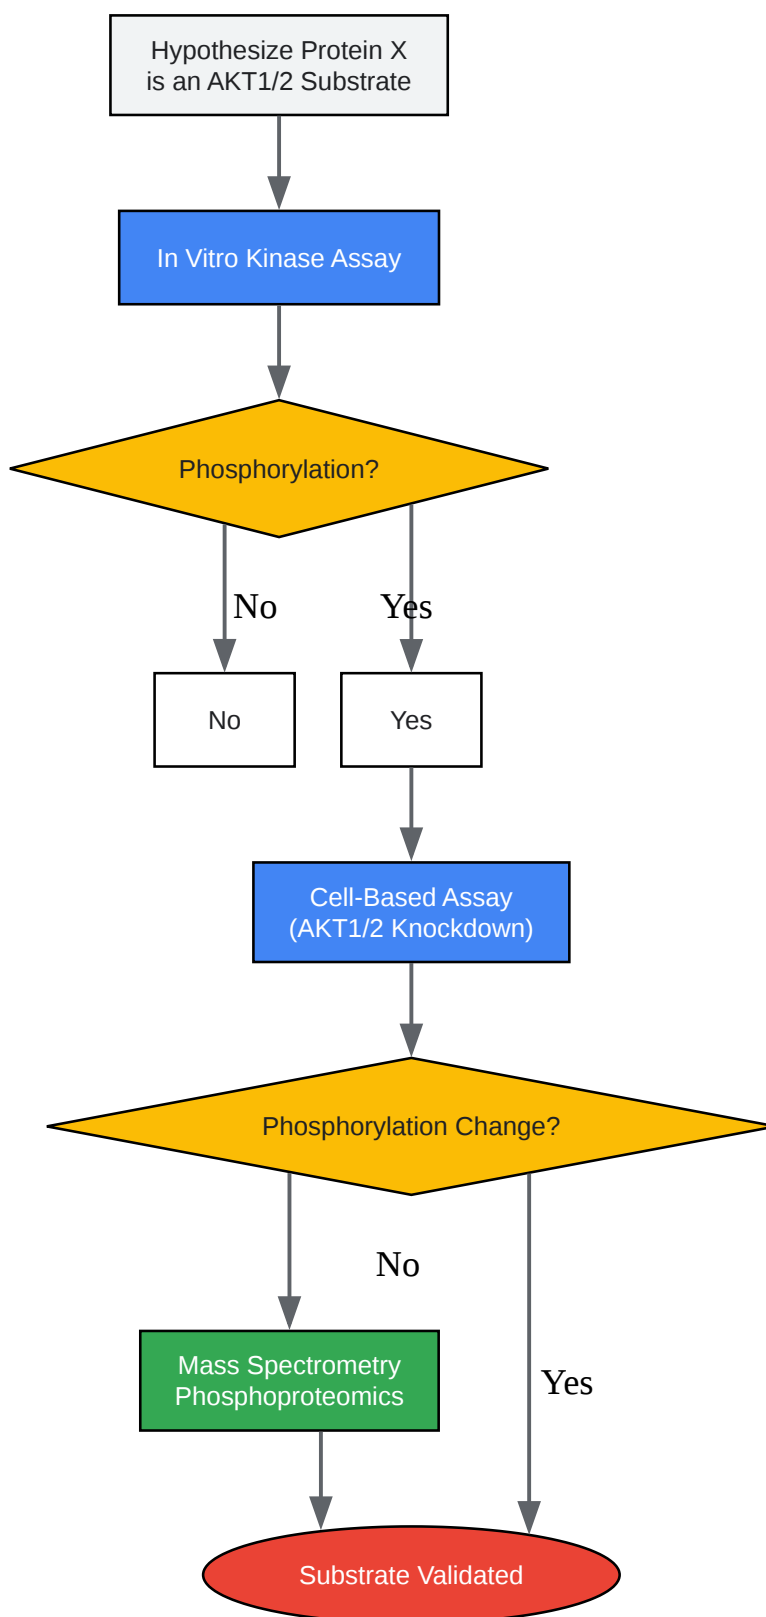 Hypothesize Protein X
is an AKT1/2 Substrate
In Vitro Kinase Assay
Phosphorylation?
No
Yes
No
Yes
Cell-Based Assay
(AKT1/2 Knockdown)
Phosphorylation Change?
No
Mass Spectrometry
Phosphoproteomics
Yes
Substrate Validated